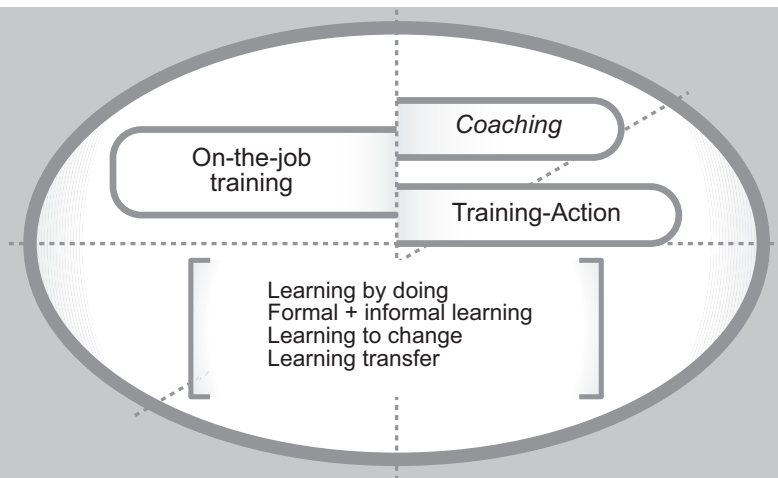 Coaching
On-the-job
training
Training-Action
Learning by doing
Formal + informal learning
Learning to change
Learning transfer